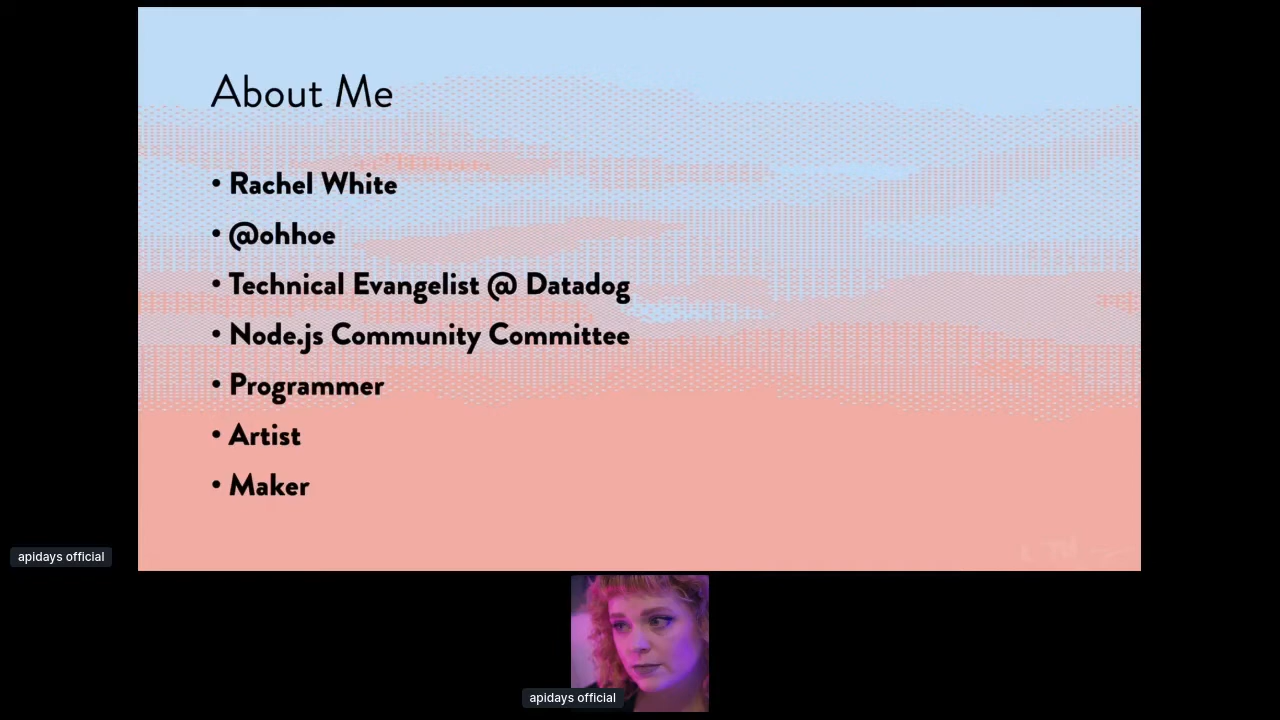 About Me
• Rachel White
• @ohhoe
• Technical Evangelist @ Datadog
• Node.js Community Committee
• Programmer
• Artist
• Maker
apidays official
apidays official